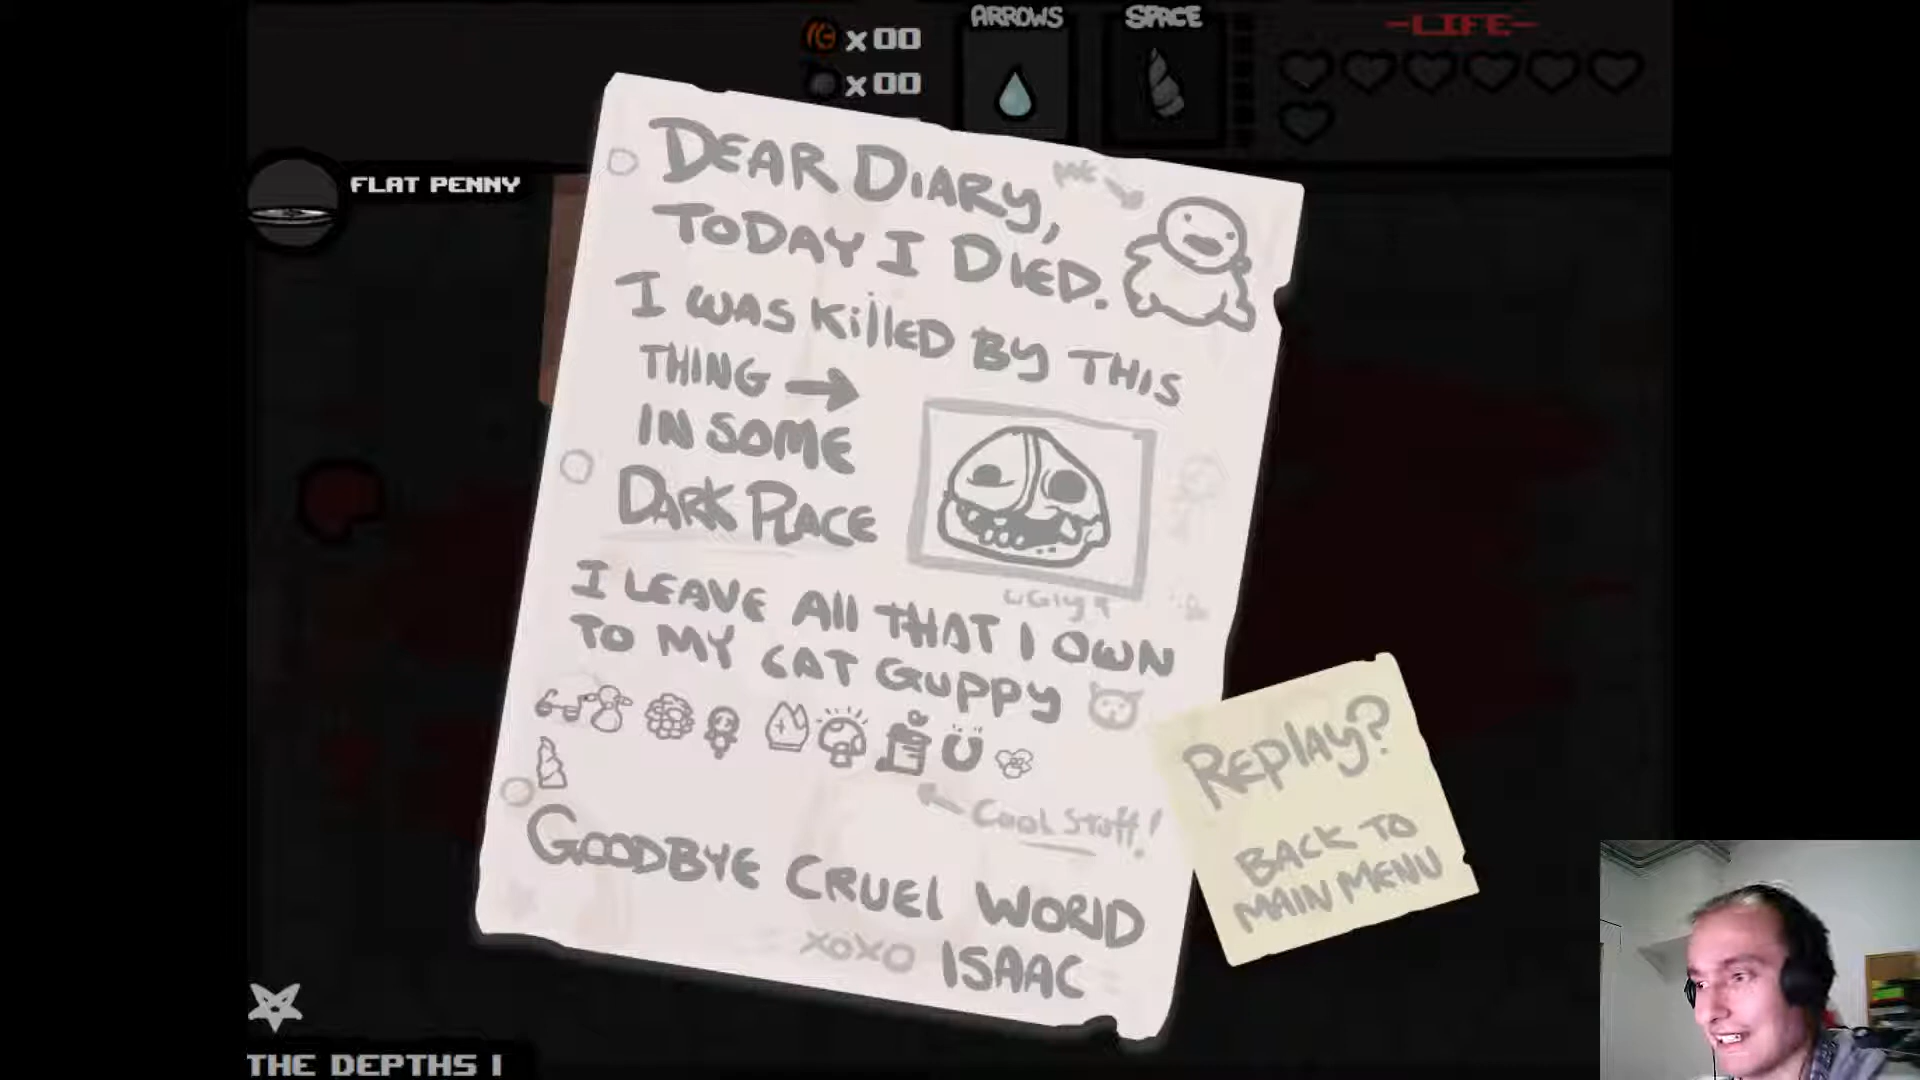 ARROWS
SPACE
-LIFE-
x00
x00
FLAT PENNY
DEAR DIARY,
TODAY I DIED.
I WAS KillED BY THIS
THING →
IN SOME
DARK PLACE
UGLY
I LEAVE All THAT I OWN
TO MY CAT GUPPY
COOL STUFF!
GOODBYE CRUEL WORLD
XOXO ISAAC
REPLAY?
BACK TO
MAIN MENU
THE DEPTHS I